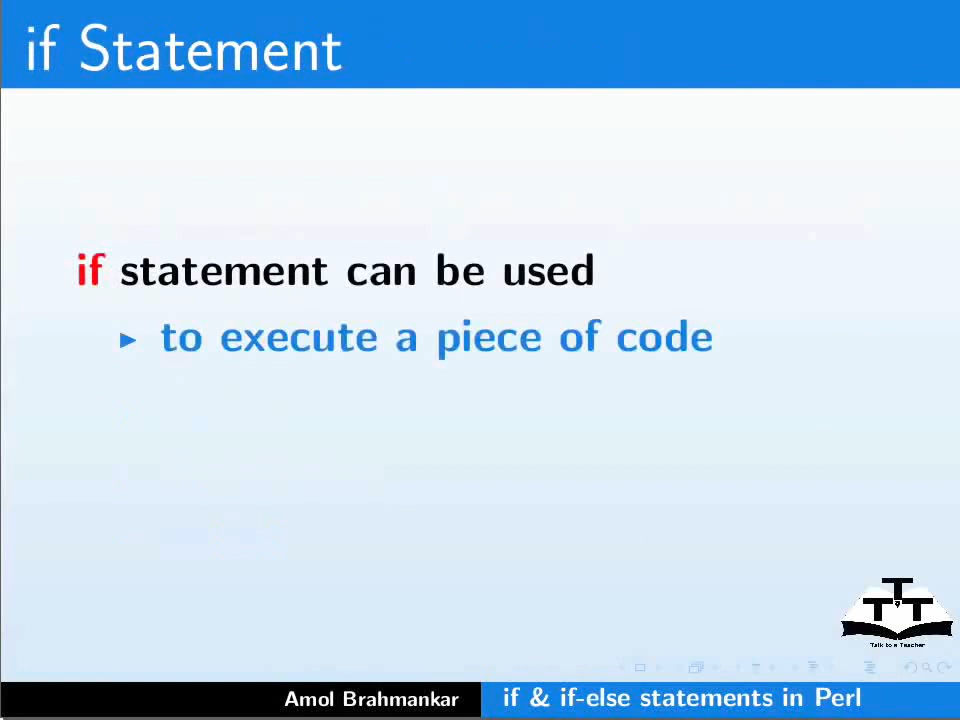 if Statement
if statement can be used
to execute a piece of code
T
T T
Talk to a Teacher
Amol Brahmankar
if & if-else statements in Perl